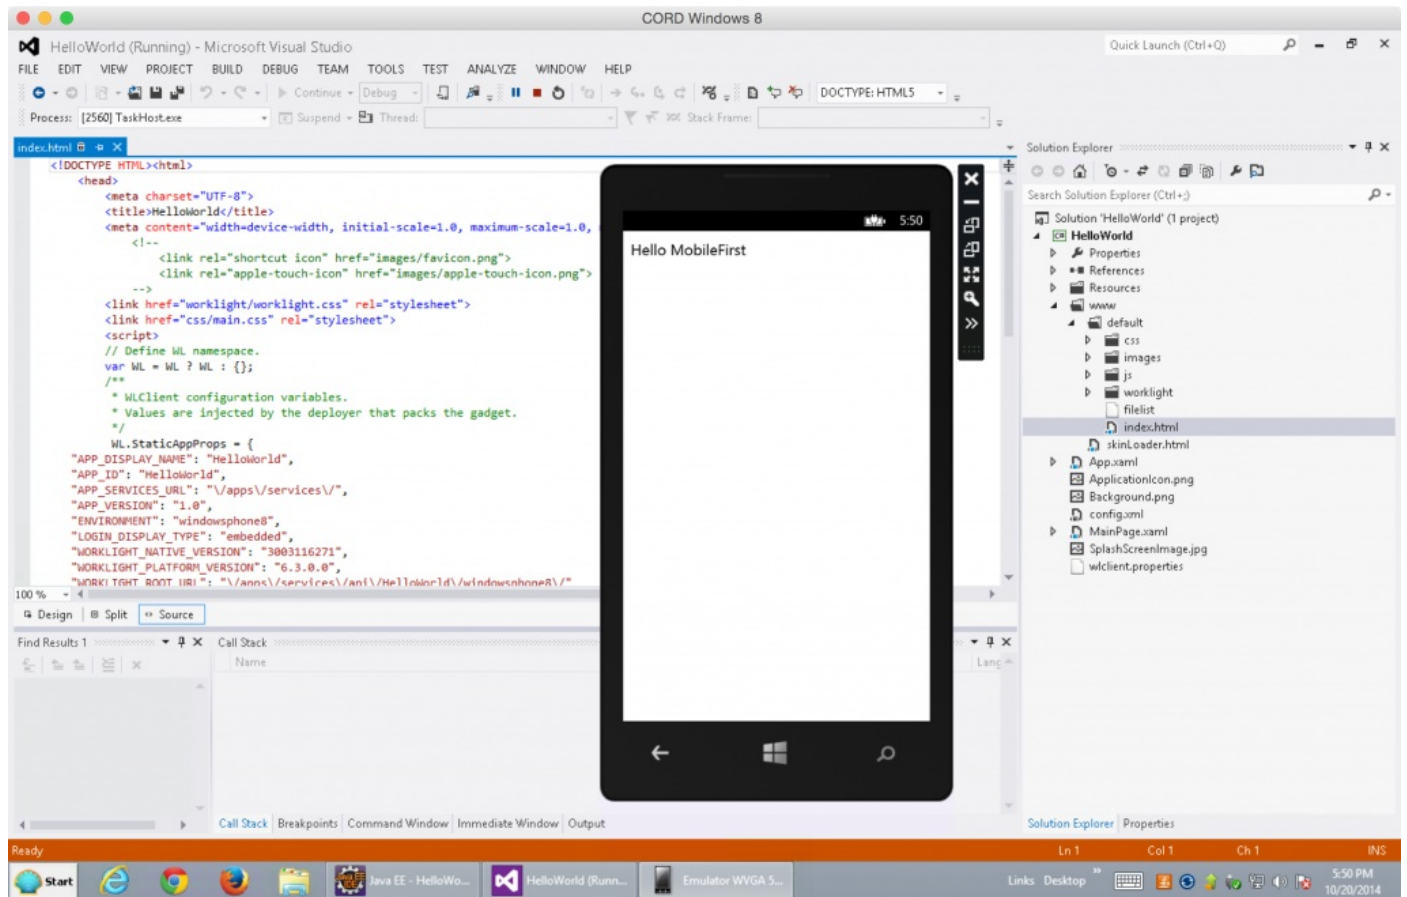 CORD Windows 8
HelloWorld (Running) - Microsoft Visual Studio
Quick Launch (Ctrl+Q)
FILE EDIT VIEW PROJECT BUILD DEBUG TEAM TOOLS TEST ANALYZE WINDOW HELP
Continue Debug DOCTYPE: HTML5
Process: [2560] TaskHost.exe Suspend Thread: Stack Frame:
index.html
<!DOCTYPE HTML><html>
<head>
<meta charset="UTF-8">
<title>HelloWorld</title>
<meta content="width=device-width, initial-scale=1.0, maximum-scale=1.0,
<!--
<link rel="shortcut icon" href="images/favicon.png">
<link rel="apple-touch-icon" href="images/apple-touch-icon.png">
-->
<link href="worklight/worklight.css" rel="stylesheet">
<link href="css/main.css" rel="stylesheet">
<script>
// Define WL namespace.
var WL = WL ? WL : {};
/**
* WLClient configuration variables.
* Values are injected by the deployer that packs the gadget.
*/
WL.StaticAppProps = {
"APP_DISPLAY_NAME": "HelloWorld",
"APP_ID": "HelloWorld",
"APP_SERVICES_URL": "\/apps\/services\/",
"APP_VERSION": "1.0",
"ENVIRONMENT": "windowsphone8",
"LOGIN_DISPLAY_TYPE": "embedded",
"WORKLIGHT_NATIVE_VERSION": "3003116271",
"WORKLIGHT_PLATFORM_VERSION": "6.3.0.0",
"WORKLIGHT_ROOT_URL": "\/apps\/services\/api\/HelloWorld\/windowsphone8\/"
100 %
Design Split Source
5:50
Hello MobileFirst
Solution Explorer
Search Solution Explorer (Ctrl+;)
Solution 'HelloWorld' (1 project)
HelloWorld
Properties
References
Resources
www
default
css
images
js
worklight
filelist
index.html
skinLoader.html
App.xaml
ApplicationIcon.png
Background.png
config.xml
MainPage.xaml
SplashScreenImage.jpg
wlclient.properties
Find Results 1
Call Stack
Name
Lang
Call Stack Breakpoints Command Window Immediate Window Output
Solution Explorer Properties
Ready
Ln 1 Col 1 Ch 1 INS
Start
Java EE - HelloWo...
HelloWorld (Runn...
Emulator WVGA 5...
Links Desktop
5:50 PM
10/20/2014